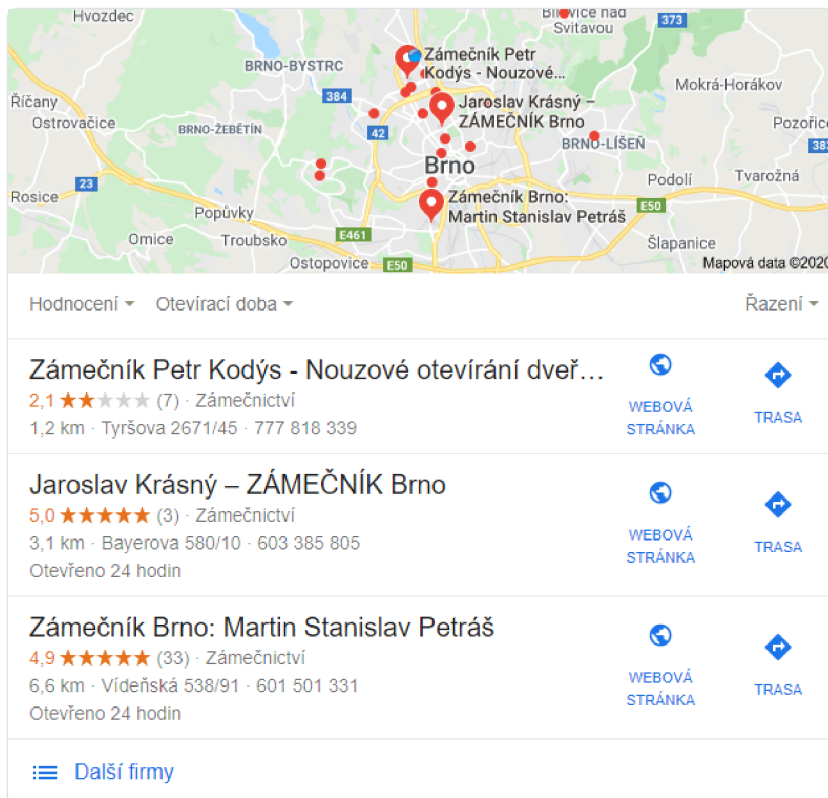 Hvozdec
Bílovice nad
Svitavou
373
Zámečník Petr
Kodýs - Nouzové...
BRNO-BYSTRC
Mokrá-Horákov
384
Říčany
Jaroslav Krásný –
ZÁMEČNÍK Brno
Ostrovačice
BRNO-ŽEBĚTÍN
42
Pozořice
BRNO-LÍŠEŇ
383
Brno
23
Podolí
Tvarožná
Rosice
Zámečník Brno:
Martin Stanislav Petráš
E50
Popůvky
Omice
Troubsko
E461
Šlapanice
Ostopovice
E50
Mapová data ©2020
Hodnocení
Otevírací doba
Řazení
Zámečník Petr Kodýs - Nouzové otevírání dveř...
2,1 (7) · Zámečnictví
1,2 km · Tyršova 2671/45 · 777 818 339
WEBOVÁ
STRÁNKA
TRASA
Jaroslav Krásný – ZÁMEČNÍK Brno
5,0 (3) · Zámečnictví
3,1 km · Bayerova 580/10 · 603 385 805
Otevřeno 24 hodin
WEBOVÁ
STRÁNKA
TRASA
Zámečník Brno: Martin Stanislav Petráš
4,9 (33) · Zámečnictví
6,6 km · Vídeňská 538/91 · 601 501 331
Otevřeno 24 hodin
WEBOVÁ
STRÁNKA
TRASA
Další firmy